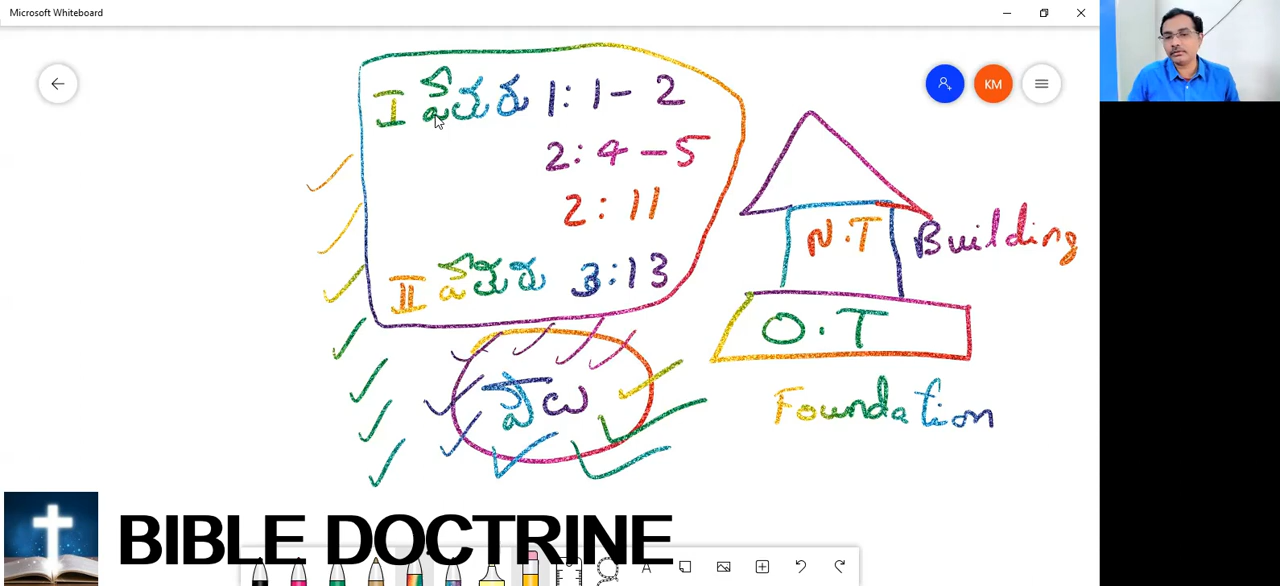 Microsoft Whiteboard
KM
I పేతురు 1:1-2
2:4-5
2:11
II పేతురు 3:13
N.T Building
O.T
Foundation
BIBLE DOCTRINE
A